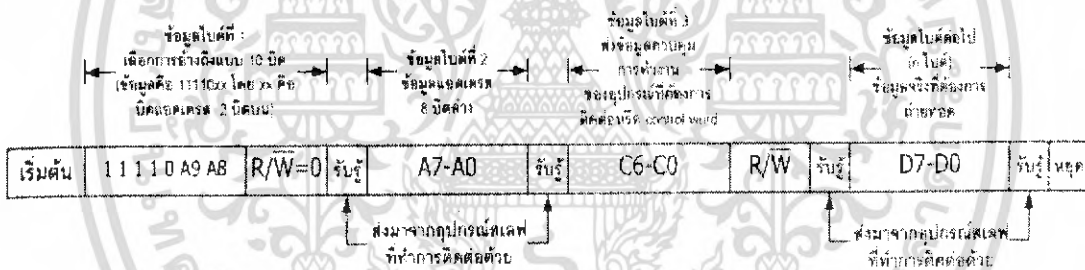 ข้อมูลไบต์ที่ 1
เลือกการอ้างถึงแบบ 10 บิต
(ข้อมูลคือ 11110xx โดย xx คือ
บิตแอดเดรส 2 บิตบน)
ข้อมูลไบต์ที่ 2
ข้อมูลแอดเดรส
8 บิตล่าง
ข้อมูลไบต์ที่ 3
ส่งข้อมูลควบคุม
การทำงาน
ของอุปกรณ์ที่ต้องการ
ติดต่อหรือ control word
ข้อมูลไบต์ต่อไป
(n ไบต์)
ข้อมูลจริงที่ต้องการ
ถ่ายทอด
เริ่มต้น 1 1 1 1 0 A9 A8 R/W̅=0 รับรู้ A7-A0 รับรู้ C6-C0 R/W̅ รับรู้ D7-D0 รับรู้ หยุด
ส่งมาจากอุปกรณ์สเลฟ
ที่ทำการติดต่อด้วย
ส่งมาจากอุปกรณ์สเลฟ
ที่ทำการติดต่อด้วย